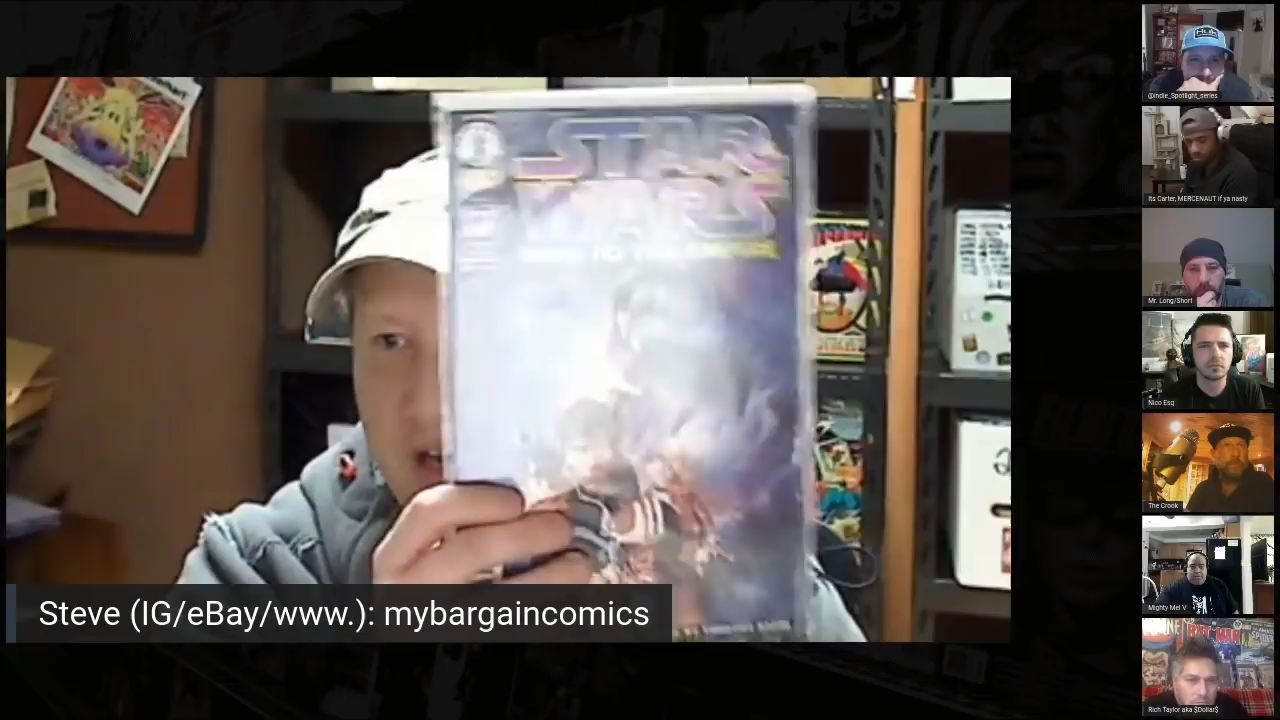 STAR
WARS
Steve (IG/eBay/www.): mybargaincomics
@indie_Spotlight_series
Its Carter, MERCENAUT if ya nasty
Mr. Long/Short
Nico Esq
The Crook
Mighty Mel V
Rich Taylor aka $Dollar$